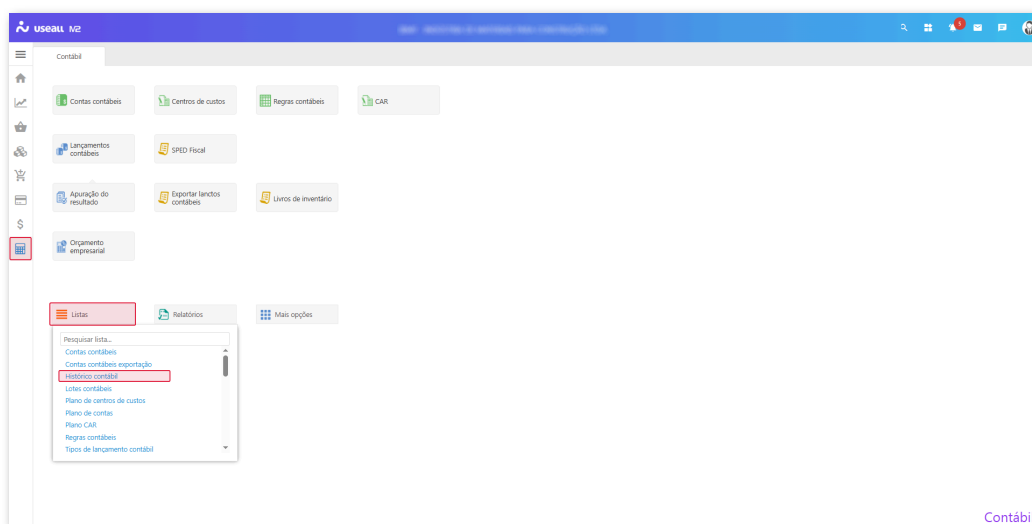 useall M2
5
Contábil
Contas contábeis
Centros de custos
Regras contábeis
CAR
Lançamentos
contábeis
SPED Fiscal
Apuração do
resultado
Exportar lanctos
contábeis
Livros de inventário
Orçamento
empresarial
Listas
Relatórios
Mais opções
Pesquisar lista...
Contas contábeis
Contas contábeis exportação
Histórico contábil
Lotes contábeis
Plano de centros de custos
Plano de contas
Plano CAR
Regras contábeis
Tipos de lançamento contábil
Contábi